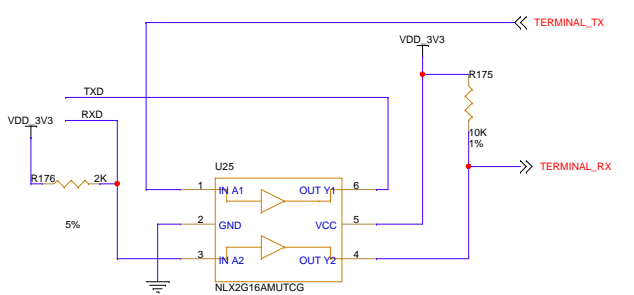 TERMINAL_TX
VDD_3V3
R175
TXD
RXD
VDD_3V3
10K
1%
TERMINAL_RX
U25
R176
2K
1
IN A1
OUT Y1
6
5%
2
GND
VCC
5
3
IN A2
OUT Y2
4
NLX2G16AMUTCG